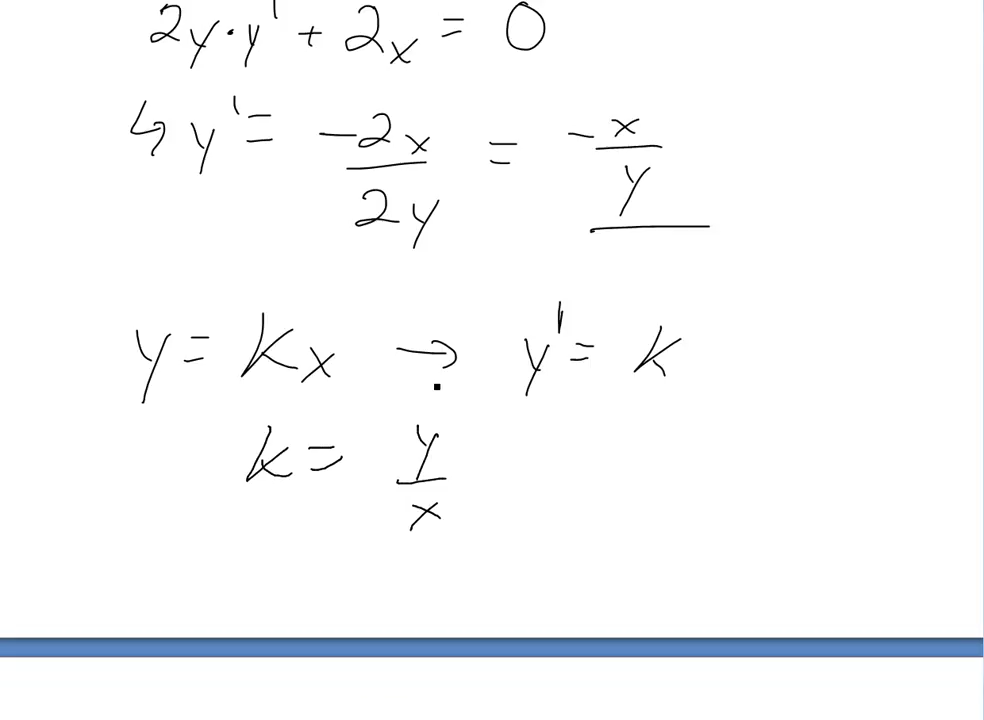 2y·y' + 2x = 0
↳ y' = -2x/2y = -x/y
y = kx → y' = k
k = y/x